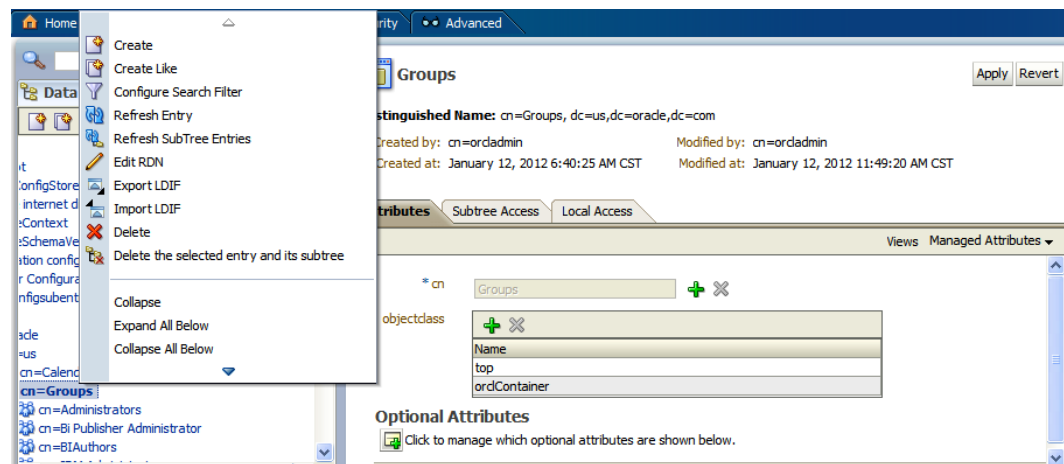 Home
rity
Advanced
Data
t
ConfigStore
internet d
eContext
eSchemaVe
ation config
r Configura
nfigsubent
acle
=us
cn=Calend
cn=Groups
cn=Administrators
cn=Bi Publisher Administrator
cn=BIAuthors
Create
Create Like
Configure Search Filter
Refresh Entry
Refresh SubTree Entries
Edit RDN
Export LDIF
Import LDIF
Delete
Delete the selected entry and its subtree
Collapse
Expand All Below
Collapse All Below
Groups
Apply Revert
stinguished Name: cn=Groups, dc=us,dc=oracle,dc=com
Created by: cn=orcladmin Modified by: cn=orcladmin
Created at: January 12, 2012 6:40:25 AM CST Modified at: January 12, 2012 11:49:20 AM CST
tributes Subtree Access Local Access
Views Managed Attributes
* cn Groups
objectclass
Name
top
orclContainer
Optional Attributes
Click to manage which optional attributes are shown below.